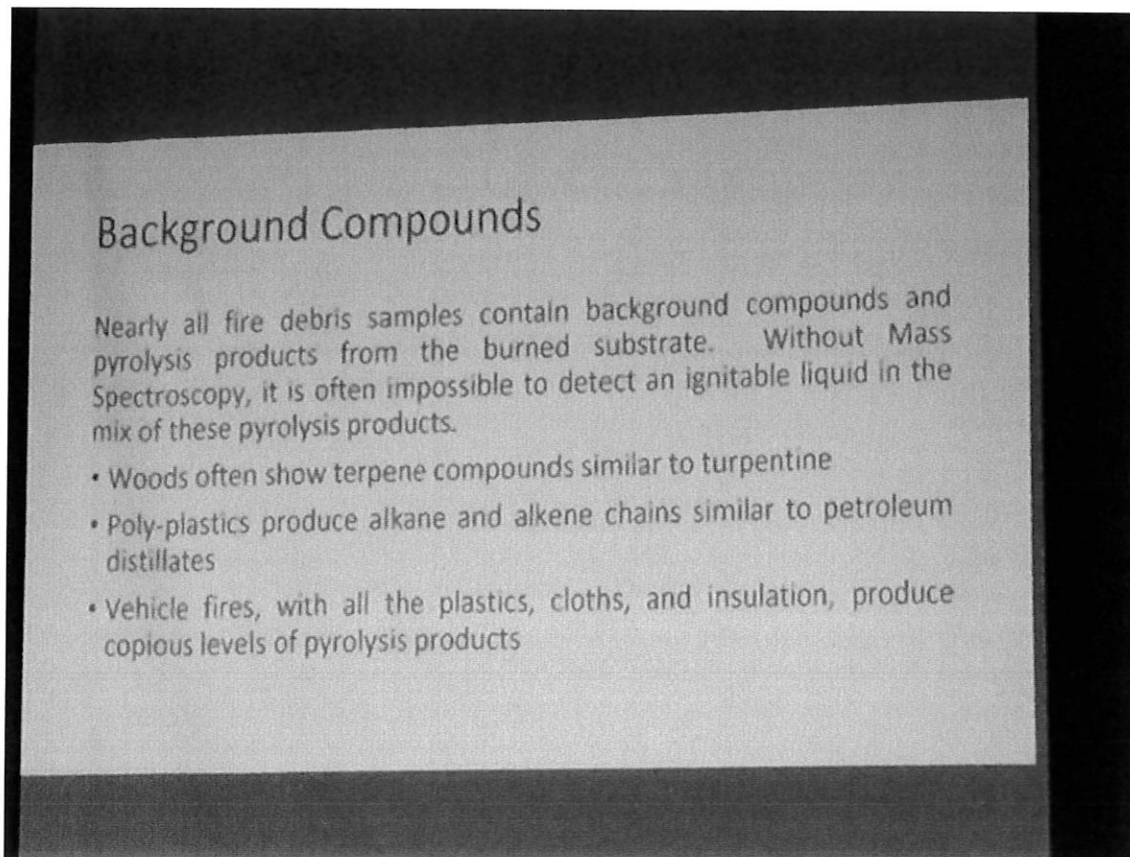 Background Compounds
Nearly all fire debris samples contain background compounds and
pyrolysis products from the burned substrate. Without Mass
Spectroscopy, it is often impossible to detect an ignitable liquid in the
mix of these pyrolysis products.
• Woods often show terpene compounds similar to turpentine
• Poly-plastics produce alkane and alkene chains similar to petroleum
distillates
• Vehicle fires, with all the plastics, cloths, and insulation, produce
copious levels of pyrolysis products